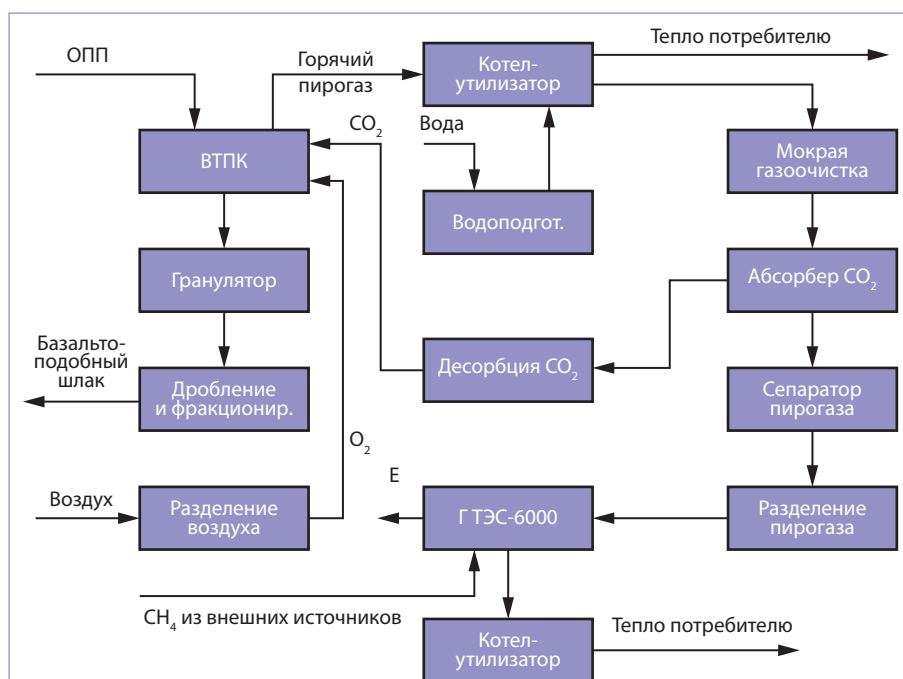 ОПП
Горячий
пирогаз
Котел-
утилизатор
Тепло потребителю
CO₂
Вода
ВТПК
Мокрая
газоочистка
Водоподгот.
Гранулятор
Абсорбер CO₂
Базальто-
подобный
шлак
Дробление
и фракционир.
Десорбция CO₂
Сепаратор
пирогаза
O₂
E
Воздух
Разделение
воздуха
Г ТЭС-6000
Разделение
пирогаза
CH₄ из внешних источников
Котел-
утилизатор
Тепло потребителю